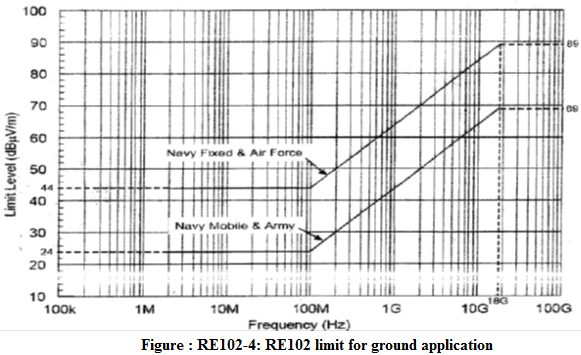 100
90
89
80
70
69
60
Navy Fixed & Air Force
50
44
40
Navy Mobile & Army
30
24
20
10
Limit Level (dBµV/m)
100k 1M 10M 100M 1G 10G 18G 100G
Frequency (Hz)
Figure : RE102-4: RE102 limit for ground application